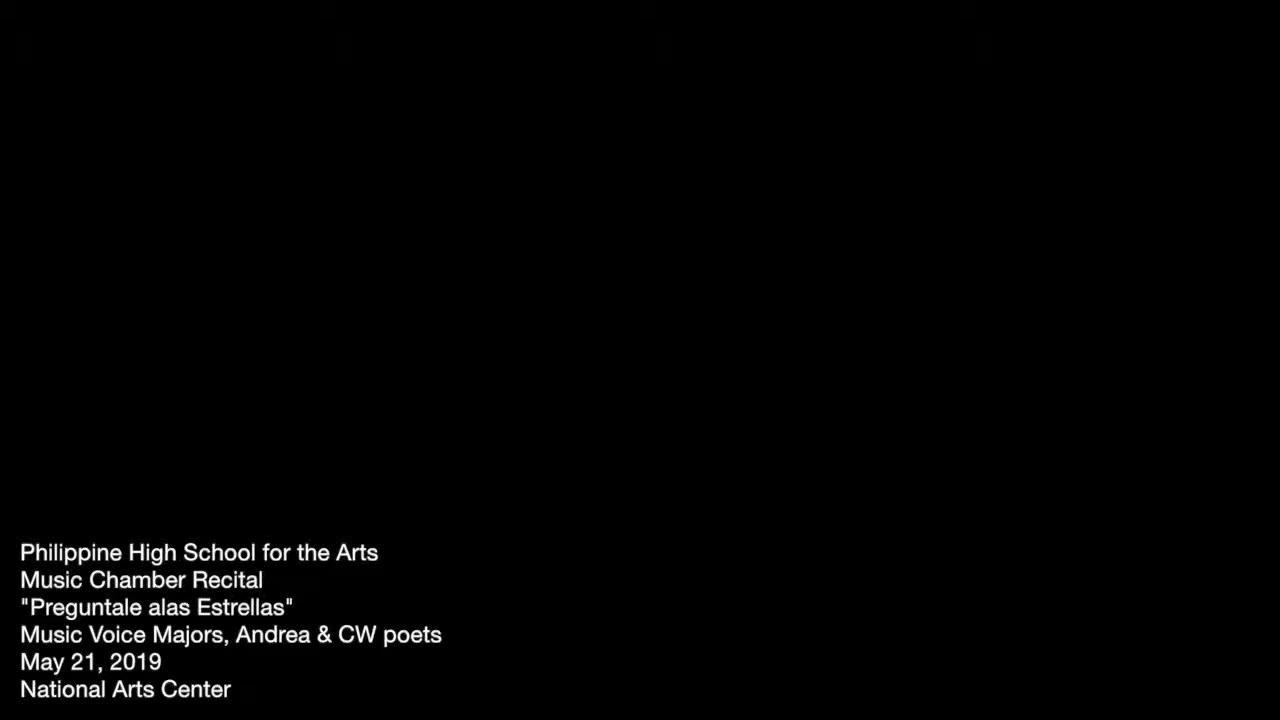 Philippine High School for the Arts
Music Chamber Recital
"Preguntale alas Estrellas"
Music Voice Majors, Andrea & CW poets
May 21, 2019
National Arts Center